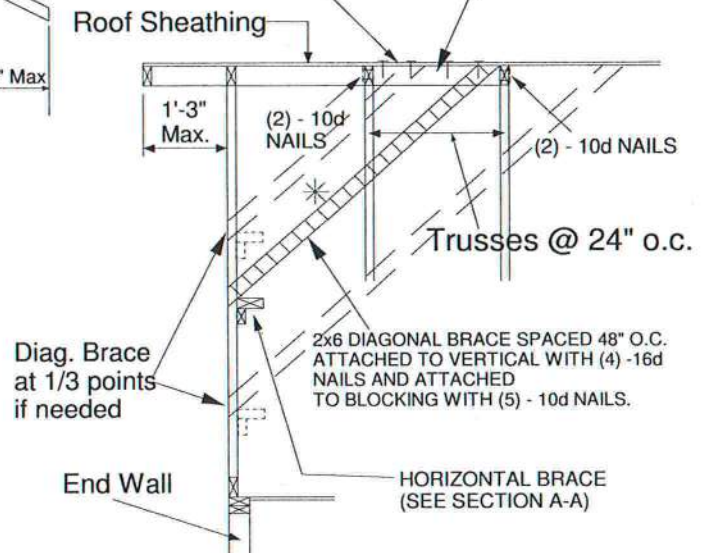 Roof Sheathing
" Max
1'-3"
Max.
(2) - 10d
NAILS
(2) - 10d NAILS
Trusses @ 24" o.c.
2x6 DIAGONAL BRACE SPACED 48" O.C.
ATTACHED TO VERTICAL WITH (4) -16d
NAILS AND ATTACHED
TO BLOCKING WITH (5) - 10d NAILS.
Diag. Brace
at 1/3 points
if needed
End Wall
HORIZONTAL BRACE
(SEE SECTION A-A)